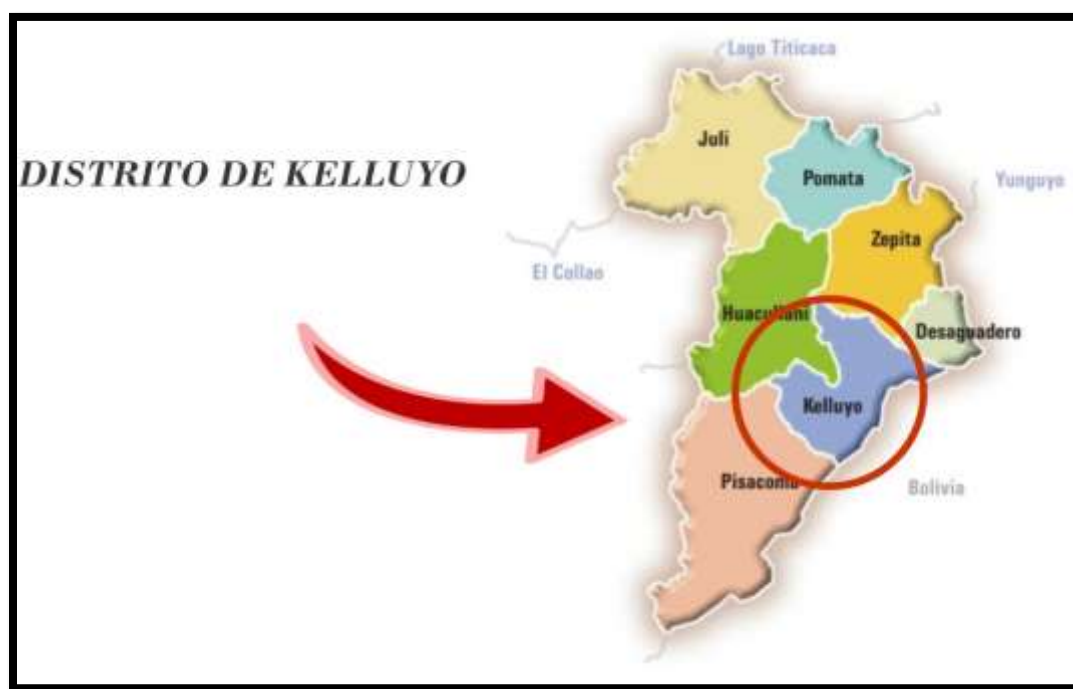 Lago Titicaca
Juli
DISTRITO DE KELLUYO
Pomata
Yunguyo
Zepita
El Collao
Huacullani
Desaguadero
Kelluyo
Pisacoma
Bolivia